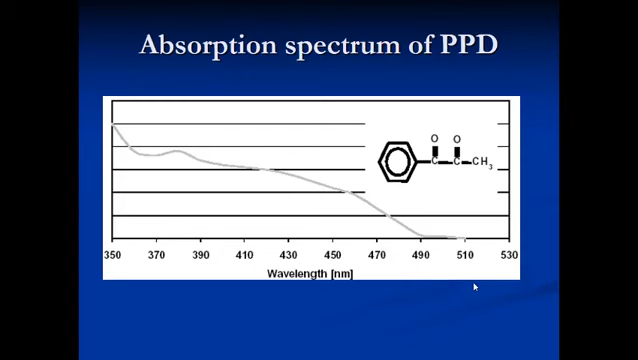 Absorption spectrum of PPD
O O
C C CH3
350 370 390 410 430 450 470 490 510 530
Wavelength [nm]